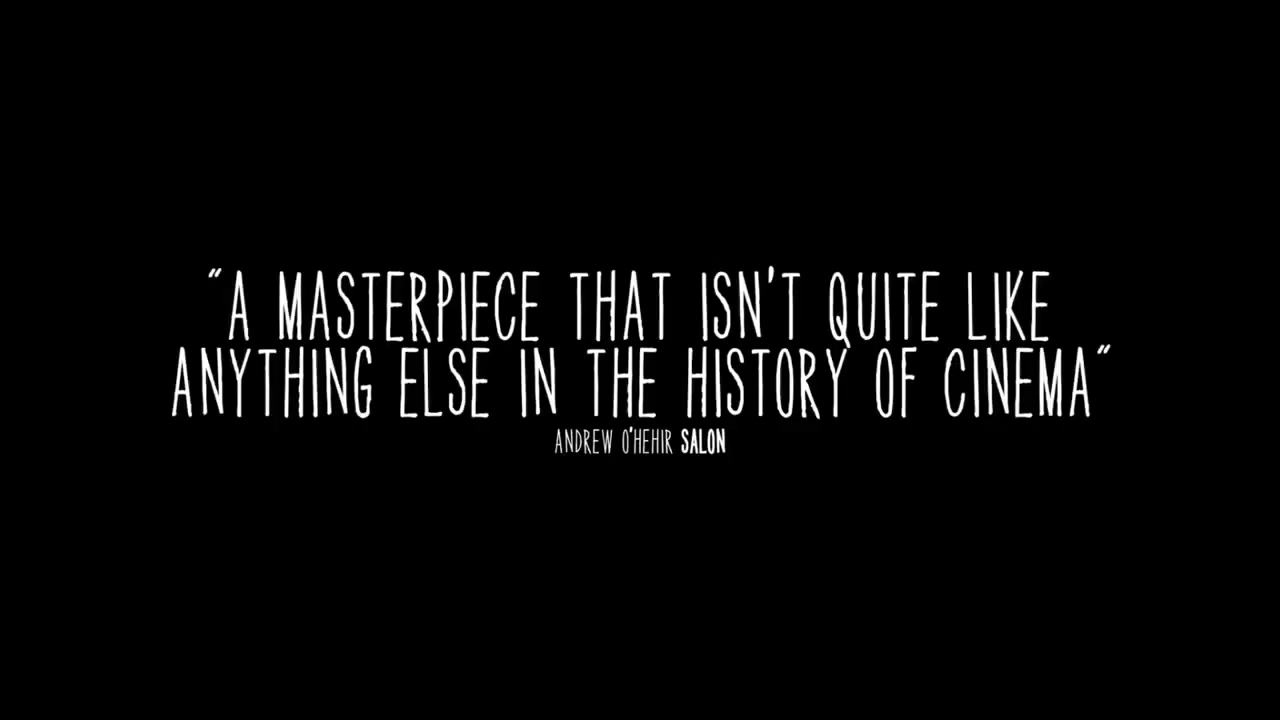 “A MASTERPIECE THAT ISN'T QUITE LIKE
ANYTHING ELSE IN THE HISTORY OF CINEMA”
ANDREW O'HEHIR SALON